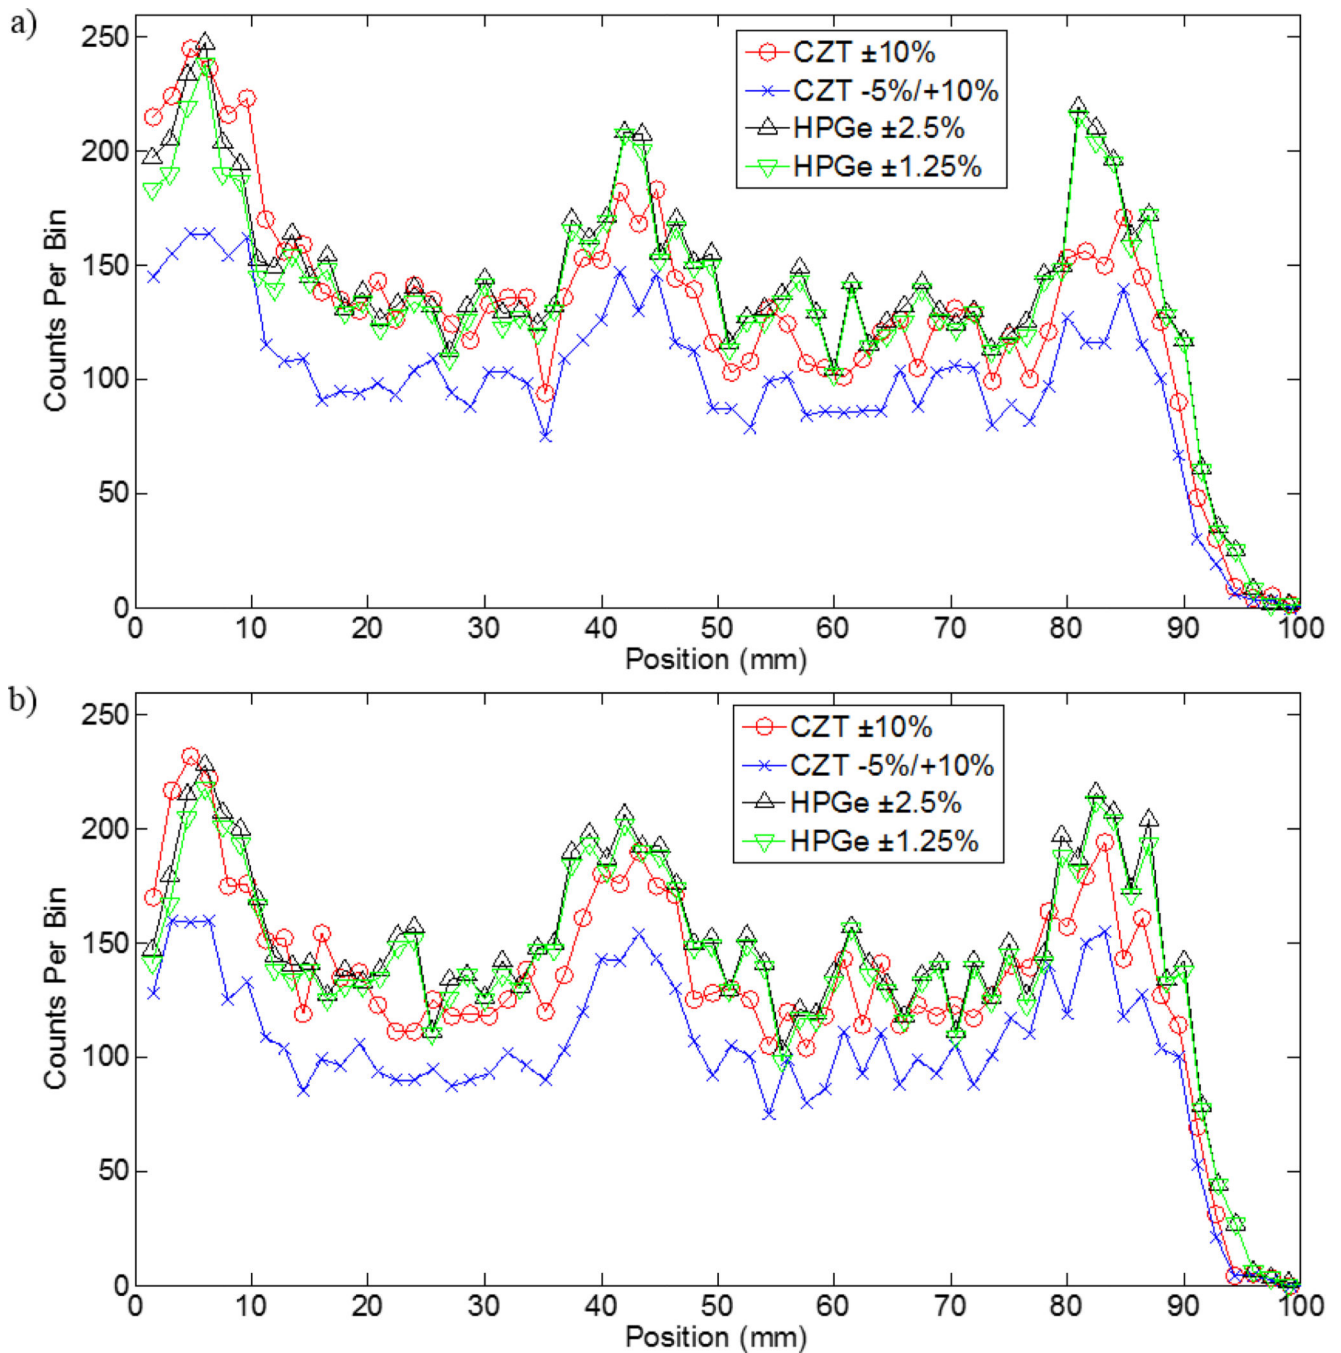 a)
250
200
150
100
50
0
Counts Per Bin
CZT ±10%
CZT -5%/+10%
HPGe ±2.5%
HPGe ±1.25%
0 10 20 30 40 50 60 70 80 90 100
Position (mm)
b)
250
200
150
100
50
0
Counts Per Bin
CZT ±10%
CZT -5%/+10%
HPGe ±2.5%
HPGe ±1.25%
0 10 20 30 40 50 60 70 80 90 100
Position (mm)